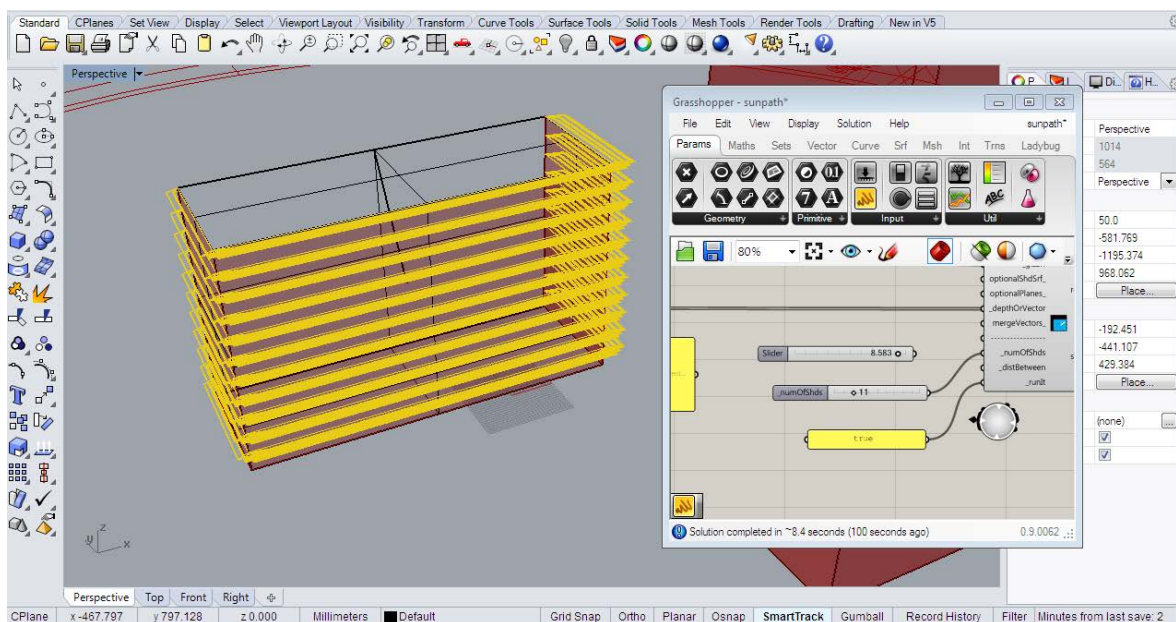 Standard CPlanes Set View Display Select Viewport Layout Visibility Transform Curve Tools Surface Tools Solid Tools Mesh Tools Render Tools Drafting New in V5
Perspective
Di... H...
Grasshopper - sunpath*
File Edit View Display Solution Help sunpath*
Params Maths Sets Vector Curve Srf Msh Int Trns Ladybug
Geometry + Primitive + Input + Util +
80%
optionalShdSrf_
optionalPlanes_
_depthOrVector
mergeVectors_
_numOfShds
_distBetween
_runIt
Slider 8.583
_numOfShds 11
true
Solution completed in ~8.4 seconds (100 seconds ago) 0.9.0062
Perspective
1014
564
Perspective
50.0
-581.769
-1195.374
968.062
Place...
-192.451
-441.107
429.384
Place...
(none) ...
z
y x
Perspective Top Front Right
CPlane x -467.797 y 797.128 z 0.000 Millimeters Default Grid Snap Ortho Planar Osnap SmartTrack Gumball Record History Filter Minutes from last save: 2